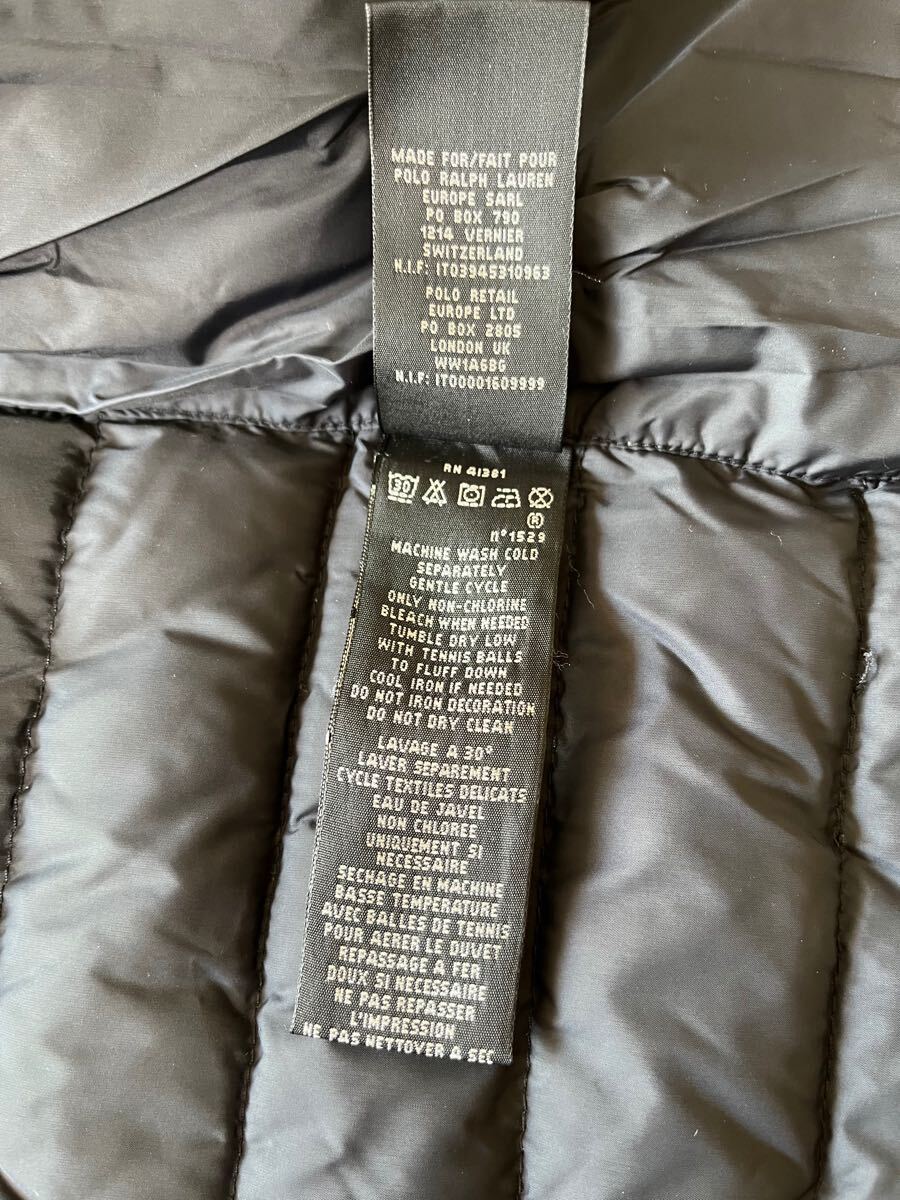 MADE FOR/FAIT POUR
POLO RALPH LAUREN
EUROPE SARL
PO BOX 790
1214 VERNIER
SWITZERLAND
N.I.F: IT03945310963
POLO RETAIL
EUROPE LTD
PO BOX 2805
LONDON UK
WW1A6BG
N.I.F: IT00001609999
RN 41381
30
(R)
n°1529
MACHINE WASH COLD
SEPARATELY
GENTLE CYCLE
ONLY NON-CHLORINE
BLEACH WHEN NEEDED
TUMBLE DRY LOW
WITH TENNIS BALLS
TO FLUFF DOWN
COOL IRON IF NEEDED
DO NOT IRON DECORATION
DO NOT DRY CLEAN
LAVAGE A 30°
LAVER SEPAREMENT
CYCLE TEXTILES DELICATS
EAU DE JAVEL
NON CHLOREE
UNIQUEMENT SI
NECESSAIRE
SECHAGE EN MACHINE
BASSE TEMPERATURE
AVEC BALLES DE TENNIS
POUR AERER LE DUVET
REPASSAGE A FER
DOUX SI NECESSAIRE
NE PAS REPASSER
L'IMPRESSION
NE PAS NETTOYER A SEC